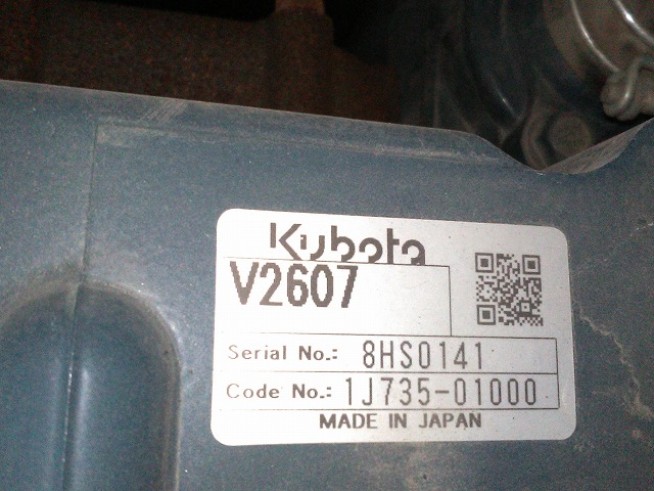 Kubota
V2607
Serial No.: 8HS0141
Code No.: 1J735-01000
MADE IN JAPAN